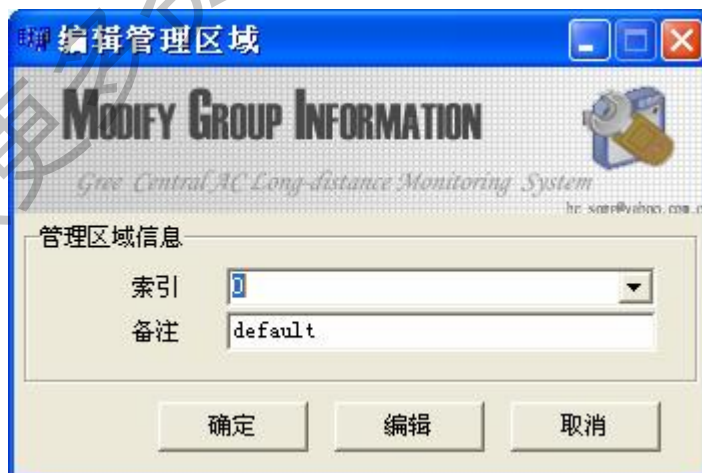 编辑管理区域
MODIFY GROUP INFORMATION
Gree Central AC Long-distance Monitoring System
管理区域信息
索引 0
备注 default
确定 编辑 取消